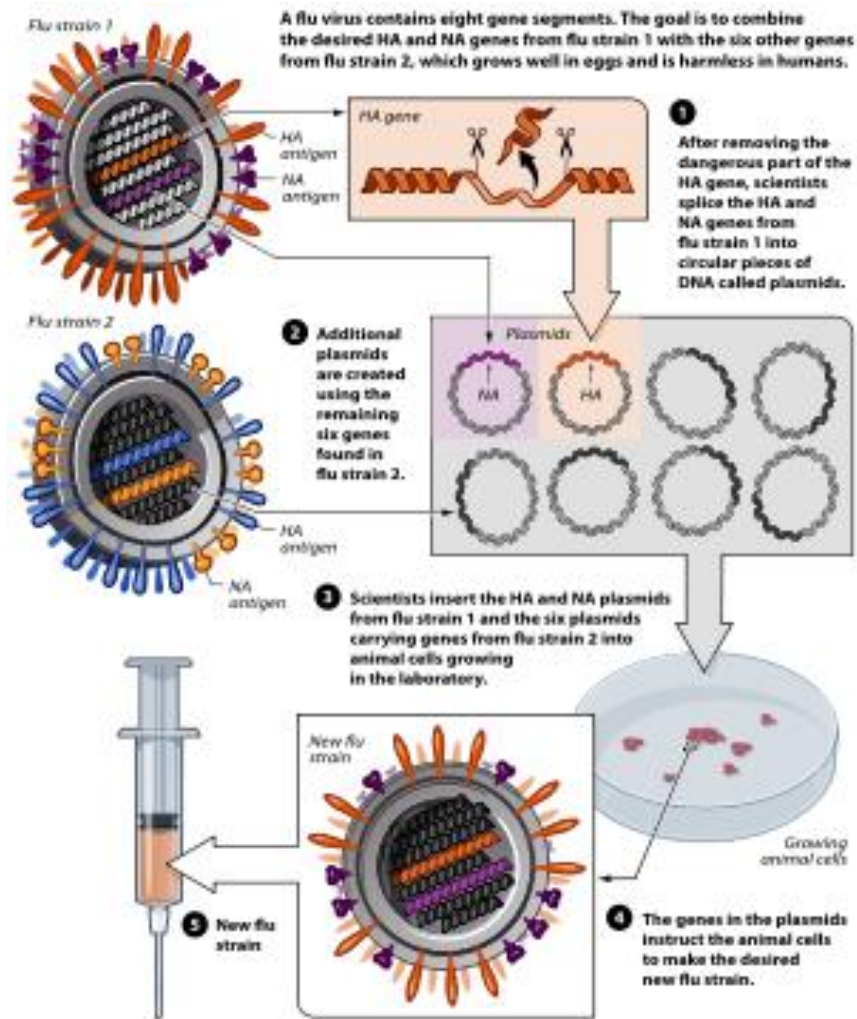 A flu virus contains eight gene segments. The goal is to combine
the desired HA and NA genes from flu strain 1 with the six other genes
from flu strain 2, which grows well in eggs and is harmless in humans.
Flu strain 1
HA
antigen
NA
antigen
HA gene
1
After removing the
dangerous part of the
HA gene, scientists
splice the HA and
NA genes from
flu strain 1 into
circular pieces of
DNA called plasmids.
Flu strain 2
2 Additional
plasmids
are created
using the
remaining
six genes
found in
flu strain 2.
Plasmids
NA
HA
HA
antigen
NA
antigen
3 Scientists insert the HA and NA plasmids
from flu strain 1 and the six plasmids
carrying genes from flu strain 2 into
animal cells growing
in the laboratory.
New flu
strain
Growing
animal cells
4 The genes in the plasmids
instruct the animal cells
to make the desired
new flu strain.
5 New flu
strain